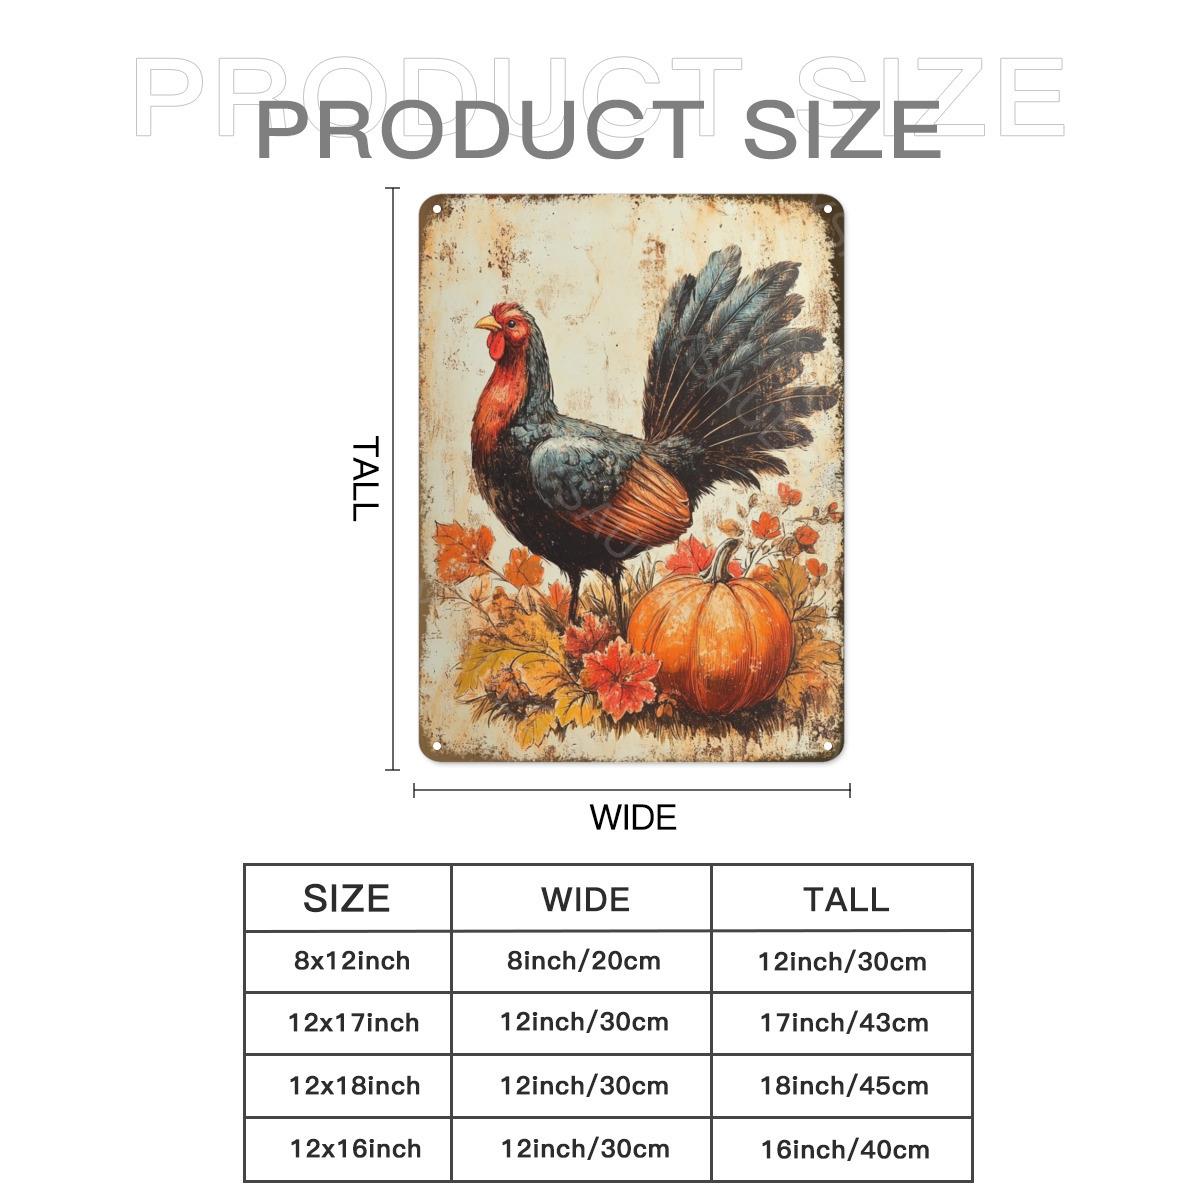 PRODUCT SIZE
PRODUCT SIZE
TALL
WIDE
SIZE WIDE TALL
8x12inch 8inch/20cm 12inch/30cm
12x17inch 12inch/30cm 17inch/43cm
12x18inch 12inch/30cm 18inch/45cm
12x16inch 12inch/30cm 16inch/40cm